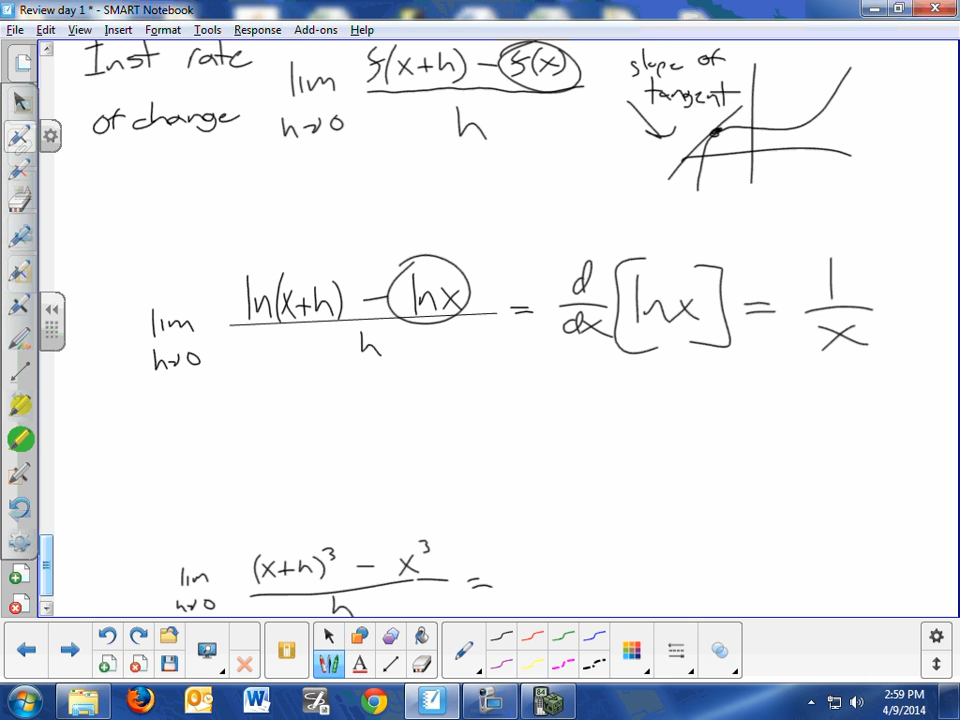 Review day 1 * - SMART Notebook
File Edit View Insert Format Tools Response Add-ons Help
Inst rate
of change
lim h→0 f(x+h) - f(x) / h
slope of
tangent
lim h→0 ln(x+h) - lnx / h = d/dx [lnx] = 1/x
lim h→0 (x+h)³ - x³ / h =
A
2:59 PM
4/9/2014